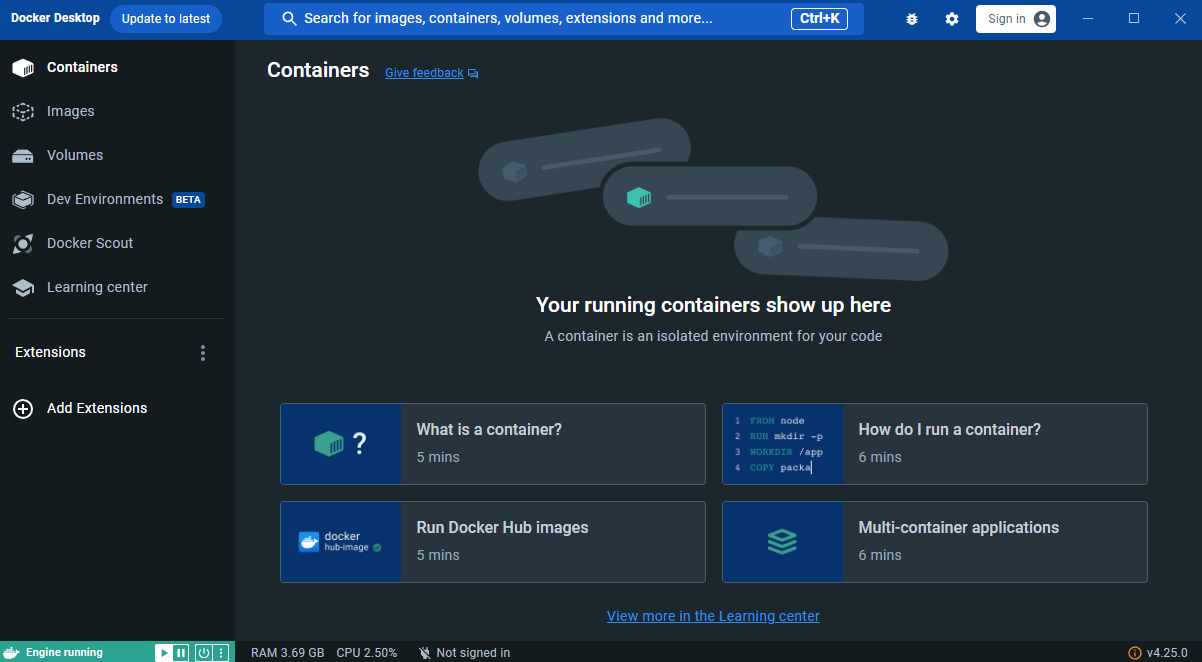 Docker Desktop
Update to latest
Search for images, containers, volumes, extensions and more...
Ctrl+K
Sign in
Containers
Images
Volumes
Dev Environments BETA
Docker Scout
Learning center
Extensions
Add Extensions
Containers
Give feedback
Your running containers show up here
A container is an isolated environment for your code
?
What is a container?
5 mins
1 FROM node
2 RUN mkdir -p
3 WORKDIR /app
4 COPY packa
How do I run a container?
6 mins
docker
hub-image
Run Docker Hub images
5 mins
Multi-container applications
6 mins
View more in the Learning center
Engine running
RAM 3.69 GB CPU 2.50% Not signed in
v4.25.0